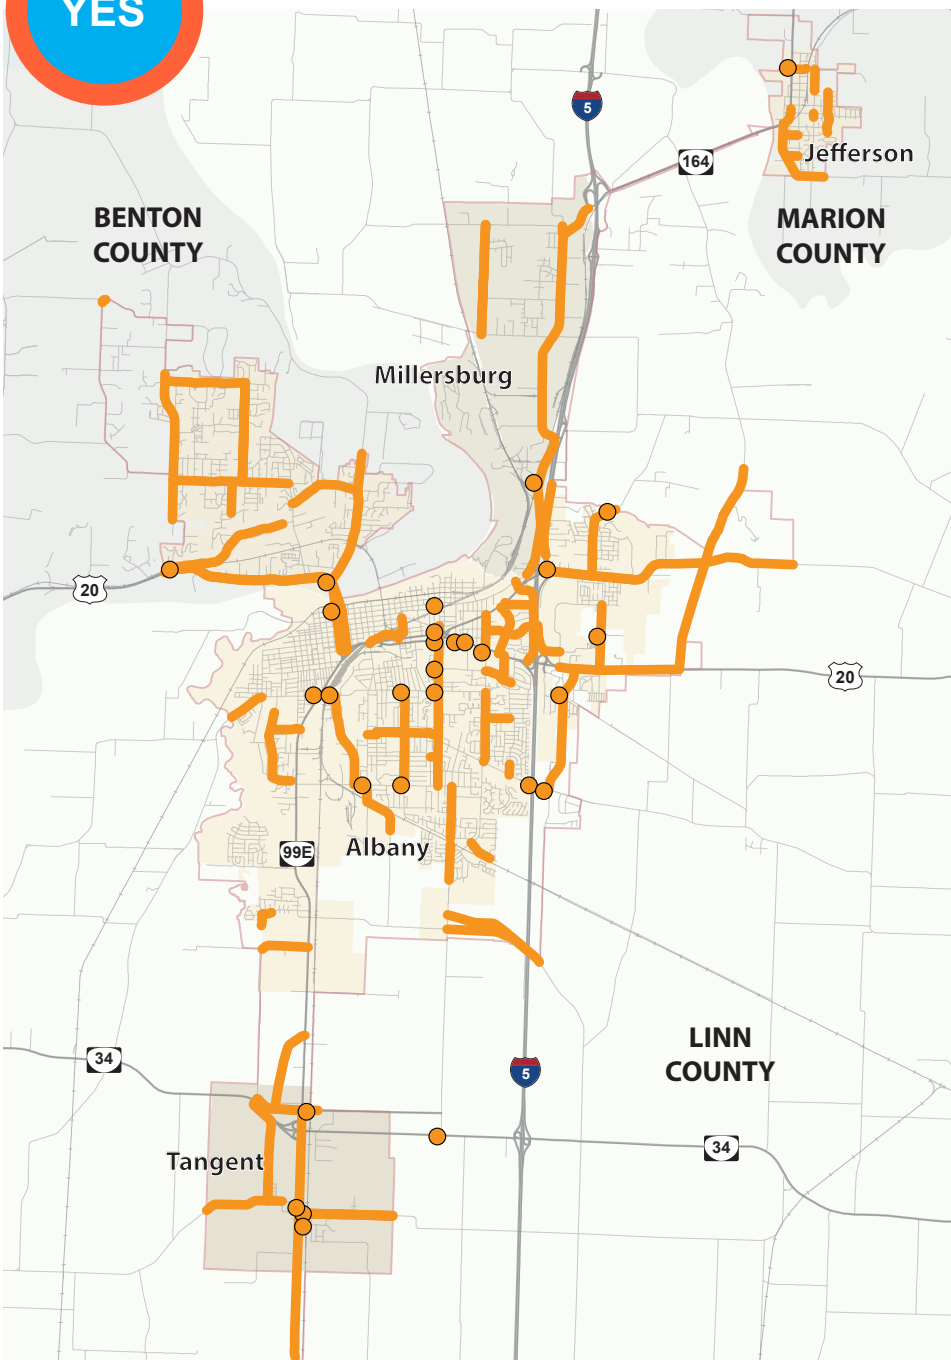 YES
5
164
Jefferson
BENTON
COUNTY
MARION
COUNTY
Millersburg
20
20
Albany
99E
LINN
COUNTY
34
5
34
Tangent